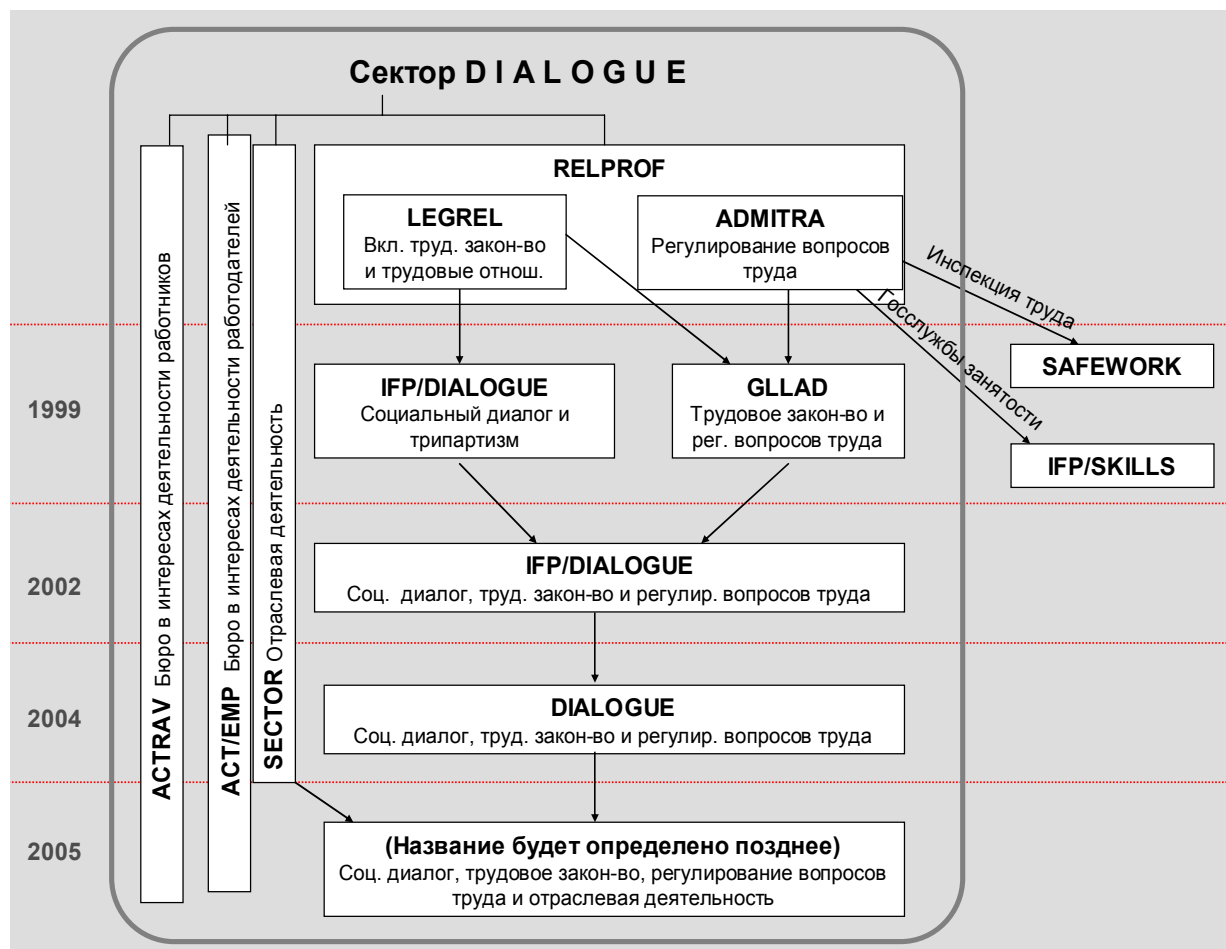 Сектор D I A L O G U E
RELPROF
LEGREL
Вкл. труд. закон-во
и трудовые отнош.
ADMITRA
Регулирование вопросов
труда
Инспекция труда
Госслужбы занятости
ACTRAV Бюро в интересах деятельности работников
ACT/EMP Бюро в интересах деятельности работодателей
SECTOR Отраслевая деятельность
1999
IFP/DIALOGUE
Социальный диалог и
трипартизм
GLLAD
Трудовое закон-во и
рег. вопросов труда
SAFEWORK
IFP/SKILLS
2002
IFP/DIALOGUE
Соц. диалог, труд. закон-во и регулир. вопросов труда
2004
DIALOGUE
Соц. диалог, труд. закон-во и регулир. вопросов труда
2005
(Название будет определено позднее)
Соц. диалог, трудовое закон-во, регулирование вопросов
труда и отраслевая деятельность